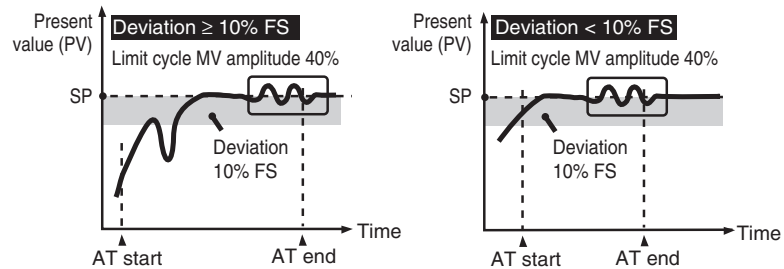 Present
value (PV)
Deviation ≥ 10% FS
Limit cycle MV amplitude 40%
SP
Deviation
10% FS
Time
AT start
AT end
Present
value (PV)
Deviation < 10% FS
Limit cycle MV amplitude 40%
SP
Deviation
10% FS
Time
AT start
AT end